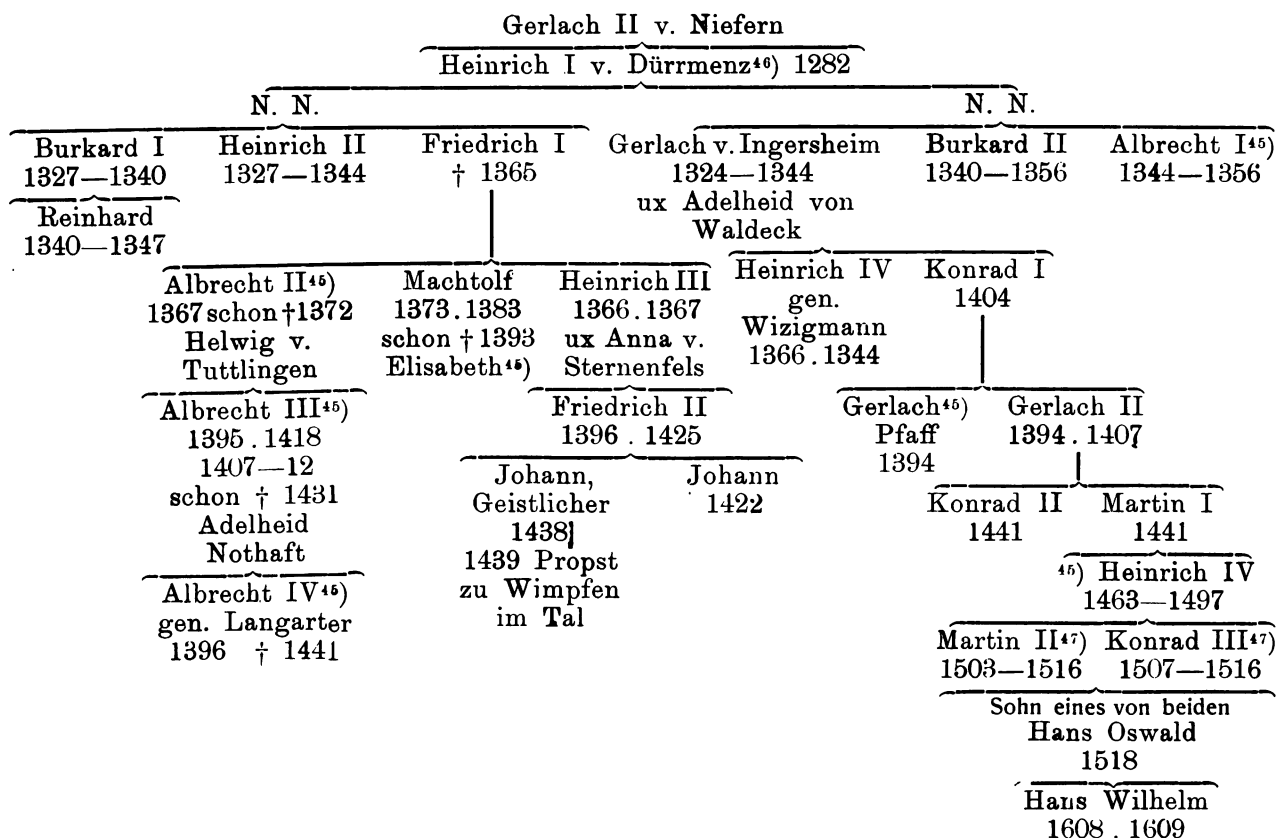 Gerlach II v. Niefern
Heinrich I v. Dürrmenz⁴⁶) 1282
N. N.
N. N.
Burkard I
1327—1340
Heinrich II
1327—1344
Friedrich I
† 1365
Gerlach v. Ingersheim
1324—1344
ux Adelheid von
Waldeck
Burkard II
1340—1356
Albrecht I⁴⁵)
1344—1356
Reinhard
1340—1347
Albrecht II⁴⁵)
1367 schon † 1372
Helwig v.
Tuttlingen
Machtolf
1373.1383
schon † 1393
Elisabeth⁴⁵)
Heinrich III
1366.1367
ux Anna v.
Sternenfels
Heinrich IV
gen.
Wizigmann
1366.1344
Konrad I
1404
Albrecht III⁴⁵)
1395.1418
1407—12
schon † 1431
Adelheid
Nothaft
Friedrich II
1396.1425
Gerlach⁴⁵)
Pfaff
1394
Gerlach II
1394.1407
Johann,
Geistlicher
1438
1439 Propst
zu Wimpfen
im Tal
Johann
1422
Konrad II
1441
Martin I
1441
Albrecht IV⁴⁵)
gen. Langarter
1396 † 1441
⁴⁵) Heinrich IV
1463—1497
Martin II⁴⁷)
1503—1516
Konrad III⁴⁷)
1507—1516
Sohn eines von beiden
Hans Oswald
1518
Hans Wilhelm
1608.1609